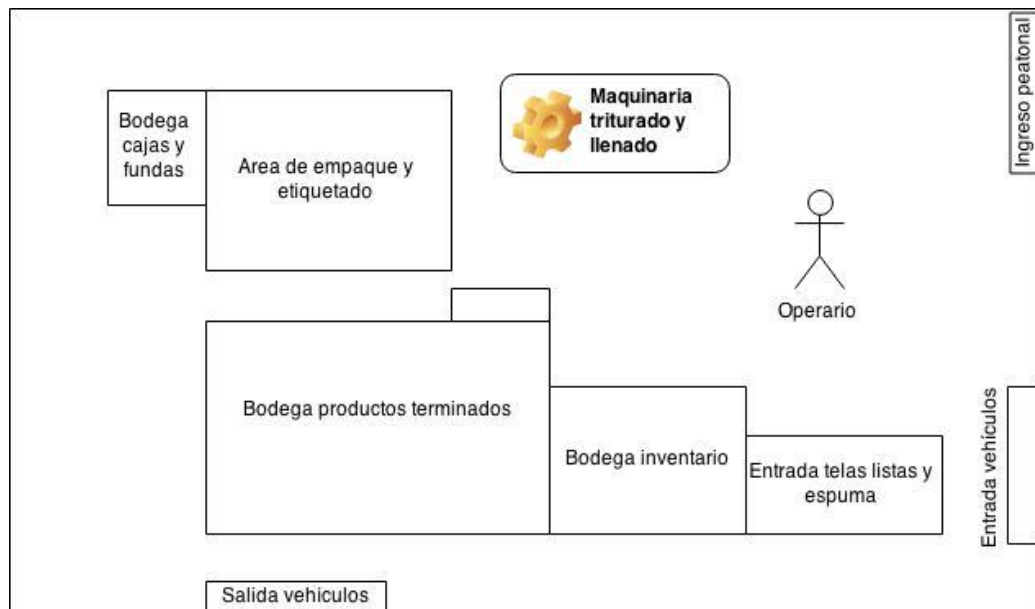 Ingreso peatonal
Maquinaria
triturado y
llenado
Bodega
cajas y
fundas
Area de empaque y
etiquetado
Operario
Bodega productos terminados
Bodega inventario
Entrada telas listas y
espuma
Entrada vehículos
Salida vehiculos